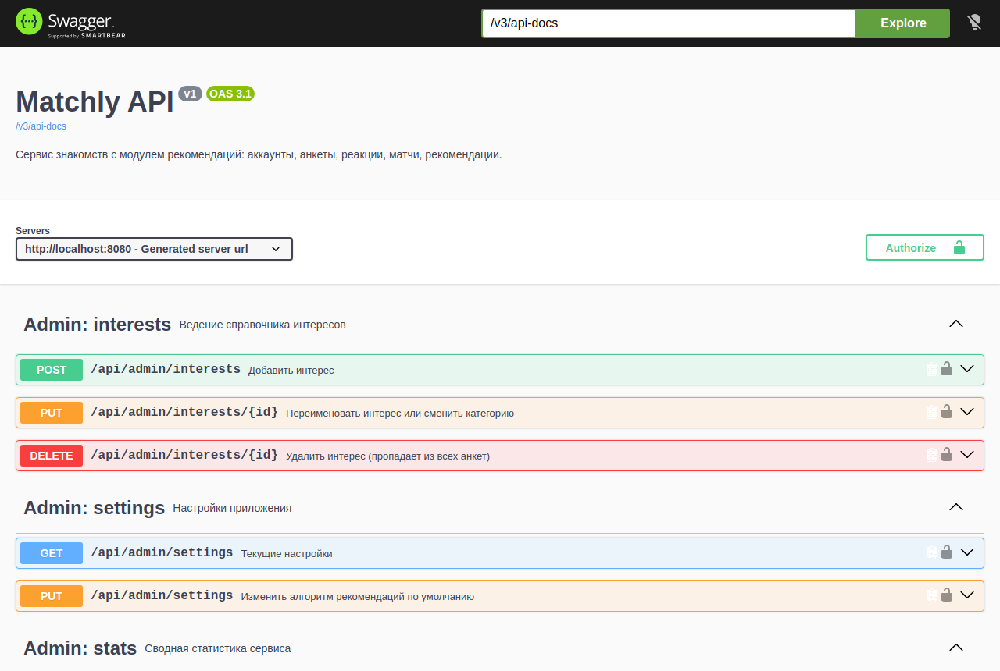 Swagger
Supported by SMARTBEAR
/v3/api-docs
Explore
Matchly API v1 OAS 3.1
/v3/api-docs
Сервис знакомств с модулем рекомендаций: аккаунты, анкеты, реакции, матчи, рекомендации.
Servers
http://localhost:8080 - Generated server url
Authorize
Admin: interests Ведение справочника интересов
POST /api/admin/interests Добавить интерес
PUT /api/admin/interests/{id} Переименовать интерес или сменить категорию
DELETE /api/admin/interests/{id} Удалить интерес (пропадает из всех анкет)
Admin: settings Настройки приложения
GET /api/admin/settings Текущие настройки
PUT /api/admin/settings Изменить алгоритм рекомендаций по умолчанию
Admin: stats Сводная статистика сервиса